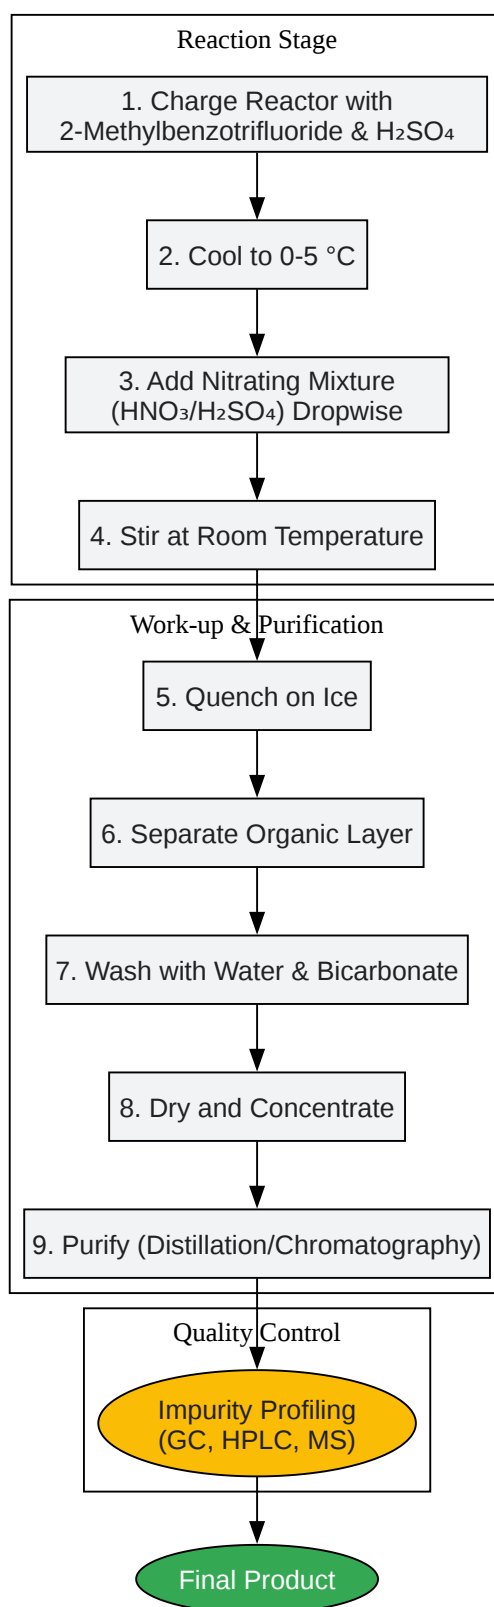 Reaction Stage
1. Charge Reactor with
2-Methylbenzotrifluoride & H₂SO₄
2. Cool to 0-5 °C
3. Add Nitrating Mixture
(HNO₃/H₂SO₄) Dropwise
4. Stir at Room Temperature
Work-up & Purification
5. Quench on Ice
6. Separate Organic Layer
7. Wash with Water & Bicarbonate
8. Dry and Concentrate
9. Purify (Distillation/Chromatography)
Quality Control
Impurity Profiling
(GC, HPLC, MS)
Final Product